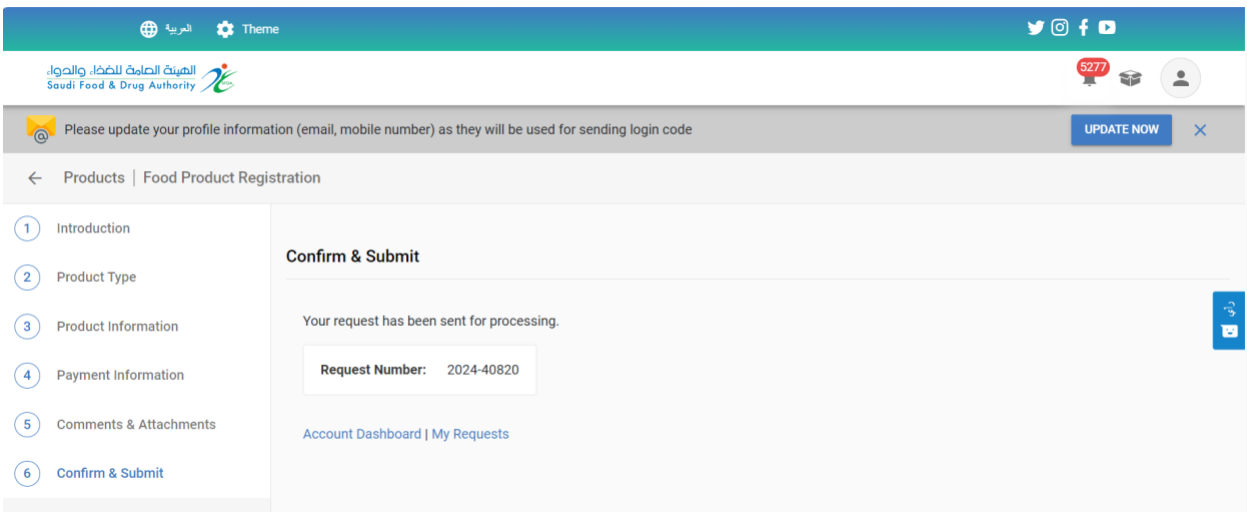 العربية Theme
الهيئة العامة للغذاء والدواء
Saudi Food & Drug Authority
5277
Please update your profile information (email, mobile number) as they will be used for sending login code
UPDATE NOW
Products | Food Product Registration
1 Introduction
2 Product Type
3 Product Information
4 Payment Information
5 Comments & Attachments
6 Confirm & Submit
Confirm & Submit
Your request has been sent for processing.
Request Number: 2024-40820
Account Dashboard | My Requests